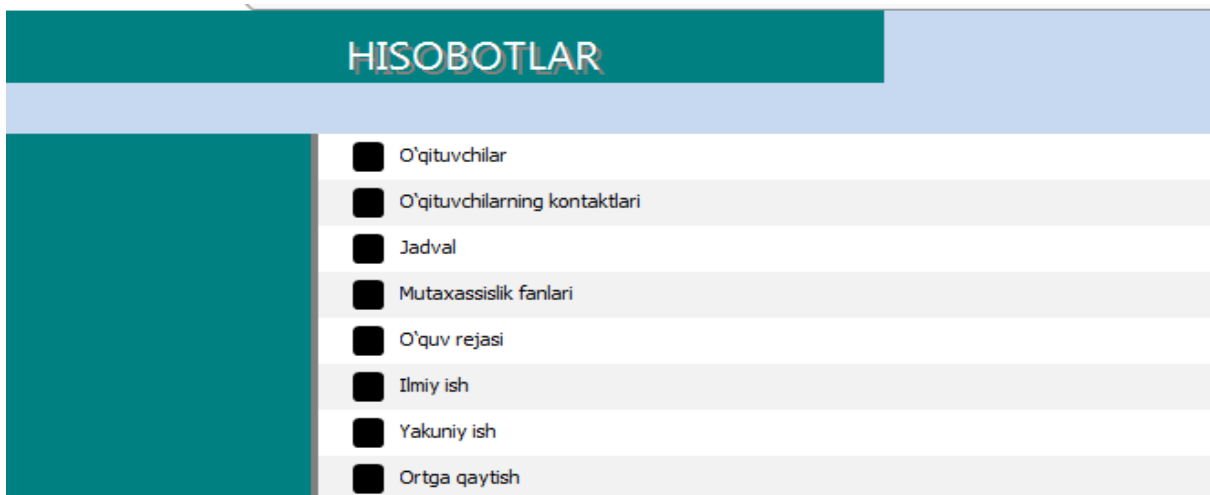 HISOBOTLAR
O‵qituvchilar
O‵qituvchilarning kontaktlari
Jadval
Mutaxassislik fanlari
O‵quv rejasi
Ilmiy ish
Yakuniy ish
Ortga qaytish